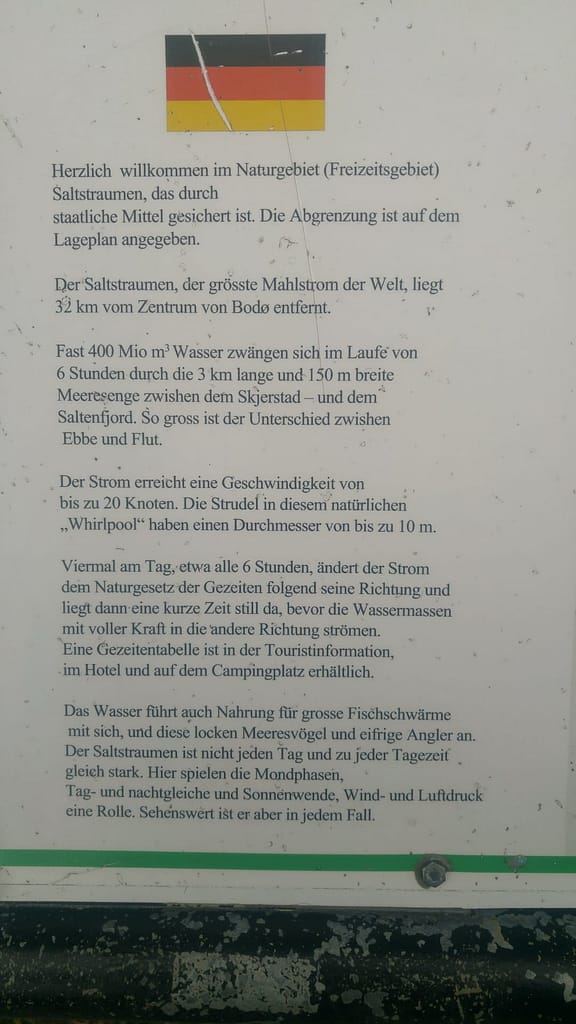 Herzlich willkommen im Naturgebiet (Freizeitsgebiet)
Saltstraumen, das durch
staatliche Mittel gesichert ist. Die Abgrenzung ist auf dem
Lageplan angegeben.
Der Saltstraumen, der grösste Mahlstrom der Welt, liegt
32 km vom Zentrum von Bodø entfernt.
Fast 400 Mio m³ Wasser zwängen sich im Laufe von
6 Stunden durch die 3 km lange und 150 m breite
Meeresenge zwischen dem Skjerstad – und dem
Saltenfjord. So gross ist der Unterschied zwischen
Ebbe und Flut.
Der Strom erreicht eine Geschwindigkeit von
bis zu 20 Knoten. Die Strudel in diesem natürlichen
„Whirlpool“ haben einen Durchmesser von bis zu 10 m.
Viermal am Tag, etwa alle 6 Stunden, ändert der Strom
dem Naturgesetz der Gezeiten folgend seine Richtung und
liegt dann eine kurze Zeit still da, bevor die Wassermassen
mit voller Kraft in die andere Richtung strömen.
Eine Gezeitentabelle ist in der Touristinformation,
im Hotel und auf dem Campingplatz erhältlich.
Das Wasser führt auch Nahrung für grosse Fischschwärme
mit sich, und diese locken Meeresvögel und eifrige Angler an.
Der Saltstraumen ist nicht jeden Tag und zu jeder Tagezeit
gleich stark. Hier spielen die Mondphasen,
Tag- und nachtgleiche und Sonnenwende, Wind- und Luftdruck
eine Rolle. Sehenswert ist er aber in jedem Fall.